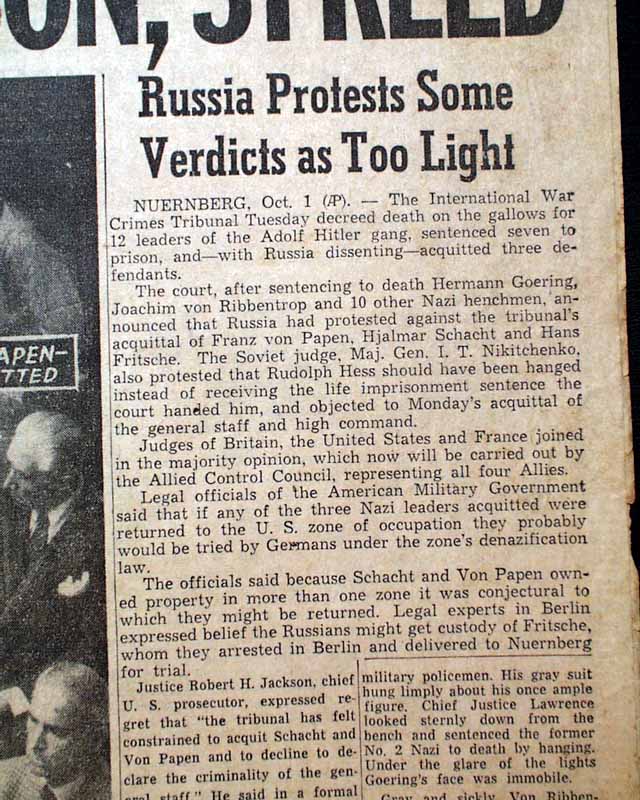 Russia Protests Some
Verdicts as Too Light
NUERNBERG, Oct. 1 (AP). — The International War
Crimes Tribunal Tuesday decreed death on the gallows for
12 leaders of the Adolf Hitler gang, sentenced seven to
prison, and—with Russia dissenting—acquitted three de-
fendants.
The court, after sentencing to death Hermann Goering,
Joachim von Ribbentrop and 10 other Nazi henchmen, an-
nounced that Russia had protested against the tribunal's
acquittal of Franz von Papen, Hjalmar Schacht and Hans
Fritsche. The Soviet judge, Maj. Gen. I. T. Nikitchenko,
also protested that Rudolph Hess should have been hanged
instead of receiving the life imprisonment sentence the
court handed him, and objected to Monday's acquittal of
the general staff and high command.
Judges of Britain, the United States and France joined
in the majority opinion, which now will be carried out by
the Allied Control Council, representing all four Allies.
Legal officials of the American Military Government
said that if any of the three Nazi leaders acquitted were
returned to the U. S. zone of occupation they probably
would be tried by Germans under the zone's denazification
law.
The officials said because Schacht and Von Papen own-
ed property in more than one zone it was conjectural to
which they might be returned. Legal experts in Berlin
expressed belief the Russians might get custody of Fritsche,
whom they arrested in Berlin and delivered to Nuernberg
for trial.
Justice Robert H. Jackson, chief
U. S. prosecutor, expressed re-
gret that "the tribunal has felt
constrained to acquit Schacht and
Von Papen and to decline to de-
clare the criminality of the gen-
eral staff." He said in a formal
military policemen. His gray suit
hung limply about his once ample
figure. Chief Justice Lawrence
looked sternly down from the
bench and sentenced the former
No. 2 Nazi to death by hanging.
Under the glare of the lights
Goering's face was immobile.
Gray and sickly, Von Ribben-
APEN—
TTED